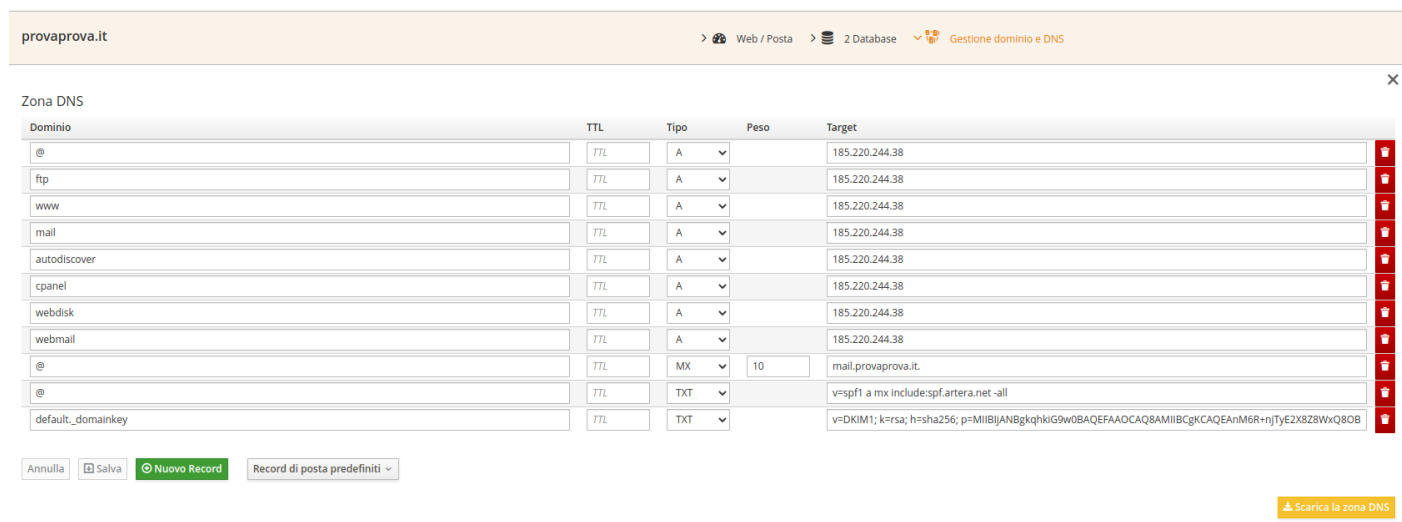 provaprova.it Web / Posta 2 Database Gestione dominio e DNS
Zona DNS
Dominio TTL Tipo Peso Target
@ TTL A 185.220.244.38
ftp TTL A 185.220.244.38
www TTL A 185.220.244.38
mail TTL A 185.220.244.38
autodiscover TTL A 185.220.244.38
cpanel TTL A 185.220.244.38
webdisk TTL A 185.220.244.38
webmail TTL A 185.220.244.38
@ TTL MX 10 mail.provaprova.it.
@ TTL TXT v=spf1 a mx include:spf.artera.net -all
default._domainkey TTL TXT v=DKIM1; k=rsa; h=sha256; p=MIIBIjANBgkqhkiG9w0BAQEFAAOCAQ8AMIIBCgKCAQEAnM6R+njTyE2X8Z8WxQ8OB
Annulla Salva Nuovo Record Record di posta predefiniti
Scarica la zona DNS